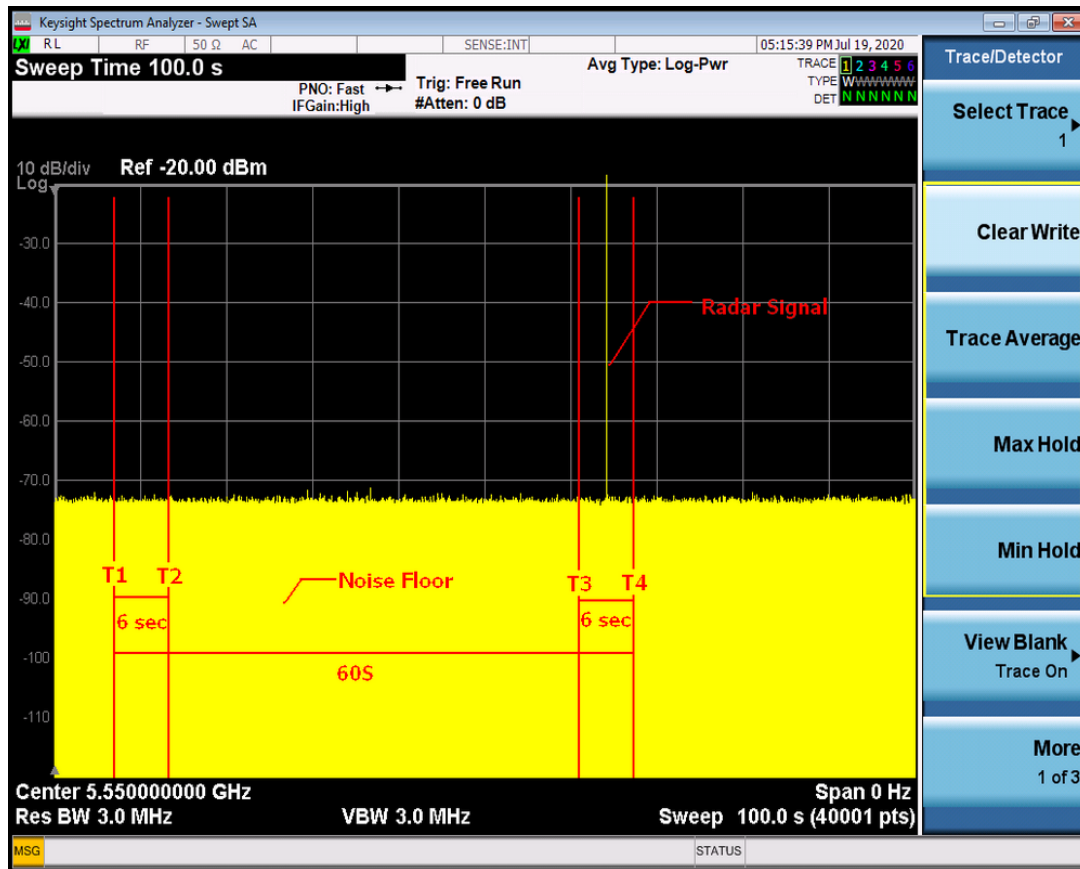 Keysight Spectrum Analyzer - Swept SA
LXI RL RF 50 Ω AC SENSE:INT 05:15:39 PM Jul 19, 2020
Sweep Time 100.0 s
PNO: Fast
IFGain:High
Trig: Free Run
#Atten: 0 dB
Avg Type: Log-Pwr
TRACE 1 2 3 4 5 6
TYPE WWWWWW
DET N N N N N N
10 dB/div
Log
Ref -20.00 dBm
-30.0
-40.0
-50.0
-60.0
-70.0
-80.0
-90.0
-100
-110
Radar Signal
T1 T2
Noise Floor
T3 T4
6 sec
6 sec
60S
Center 5.550000000 GHz
Span 0 Hz
Res BW 3.0 MHz
VBW 3.0 MHz
Sweep 100.0 s (40001 pts)
MSG
STATUS
Trace/Detector
Select Trace
1
Clear Write
Trace Average
Max Hold
Min Hold
View Blank
Trace On
More
1 of 3